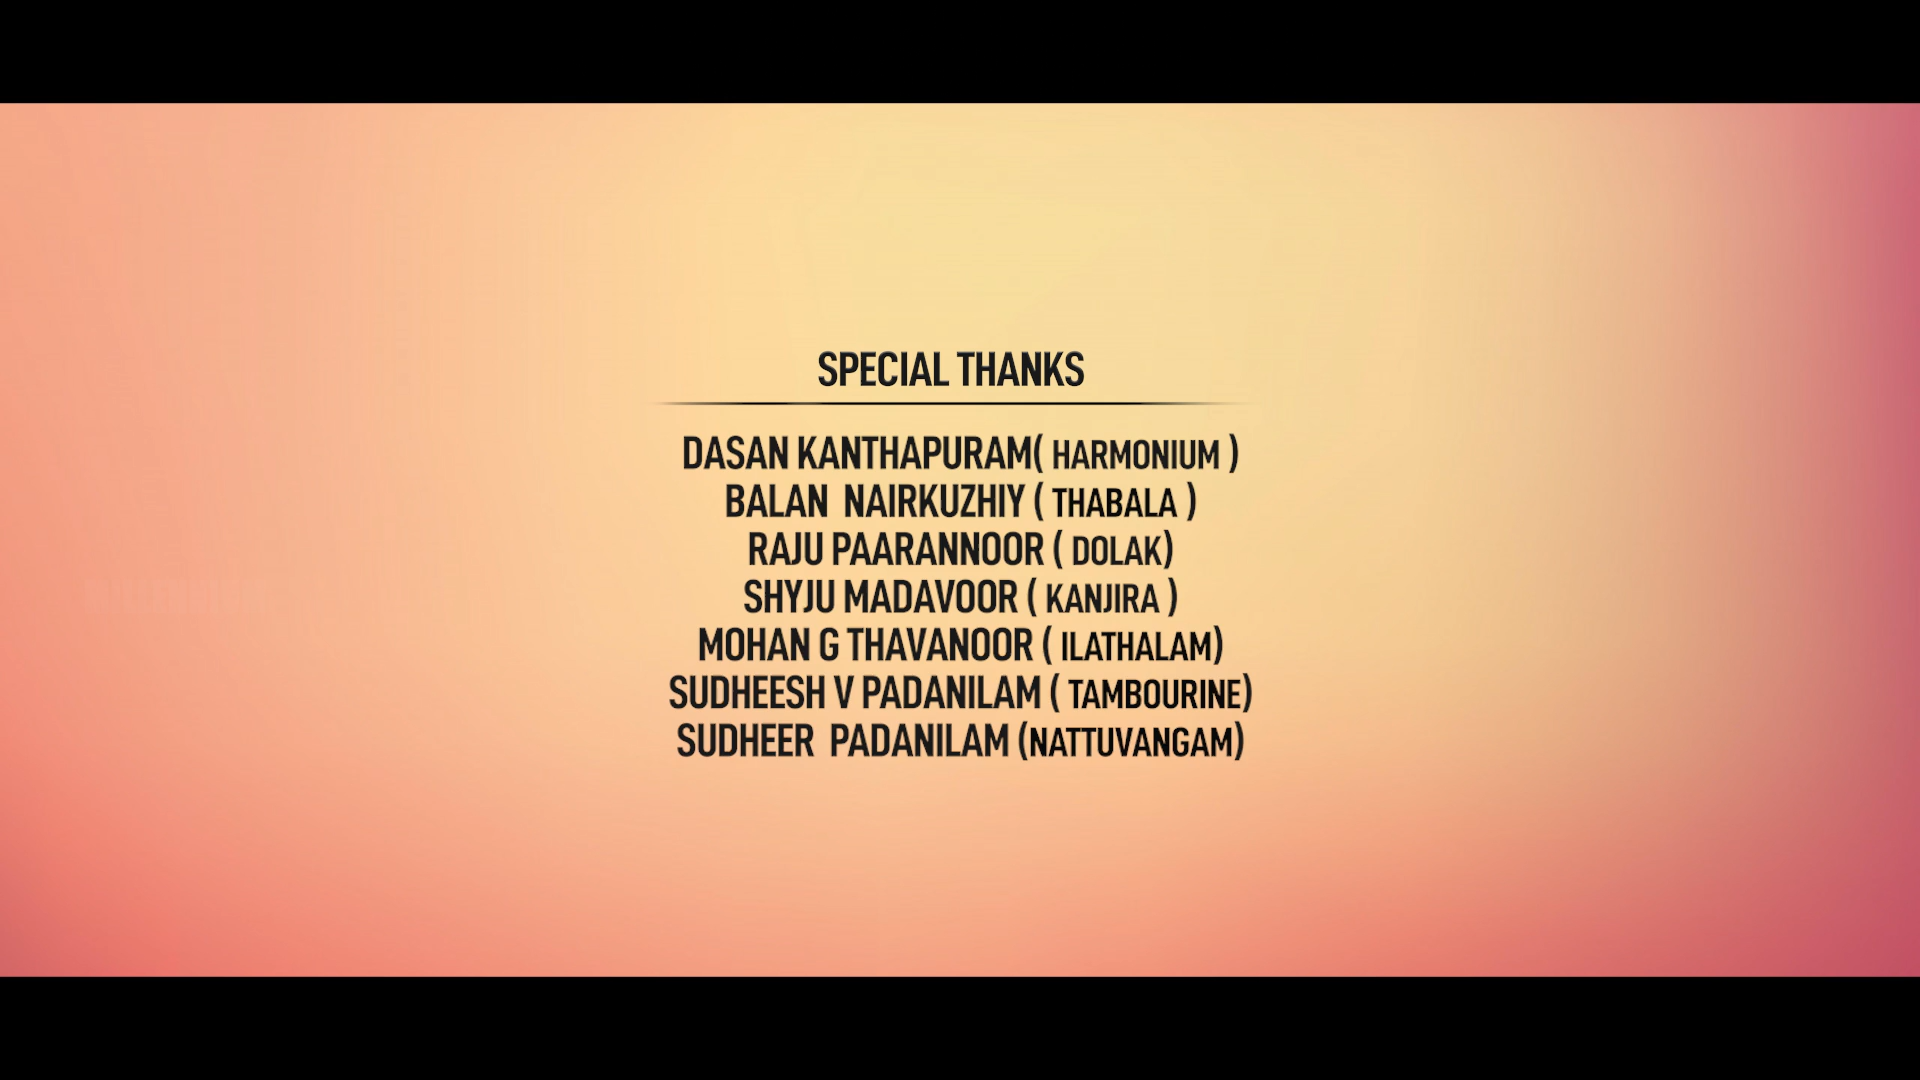 SPECIAL THANKS
DASAN KANTHAPURAM( HARMONIUM )
BALAN  NAIRKUZHIY ( THABALA )
RAJU PAARANNOOR ( DOLAK)
SHYJU MADAVOOR ( KANJIRA )
MOHAN G THAVANOOR ( ILATHALAM)
SUDHEESH V PADANILAM ( TAMBOURINE)
SUDHEER  PADANILAM (NATTUVANGAM)